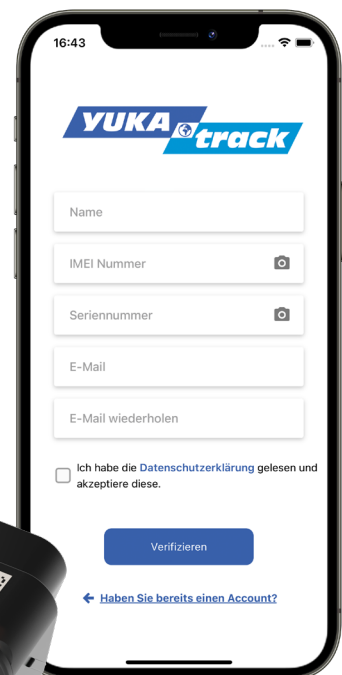 16:43
YUKA
track
Name
IMEI Nummer
Seriennummer
E-Mail
E-Mail wiederholen
Ich habe die Datenschutzerklärung gelesen und
akzeptiere diese.
Verifizieren
Haben Sie bereits einen Account?